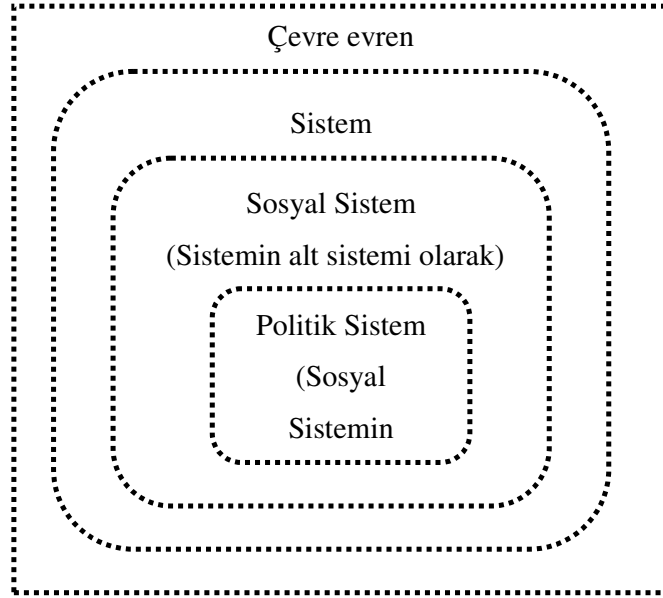 Çevre evren
Sistem
Sosyal Sistem
(Sistemin alt sistemi olarak)
Politik Sistem
(Sosyal
Sistemin